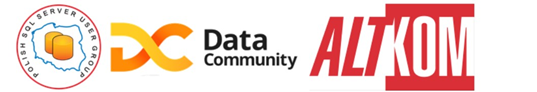 POLISH SQL SERVER USER GROUP
Data
Community
ALTKOM